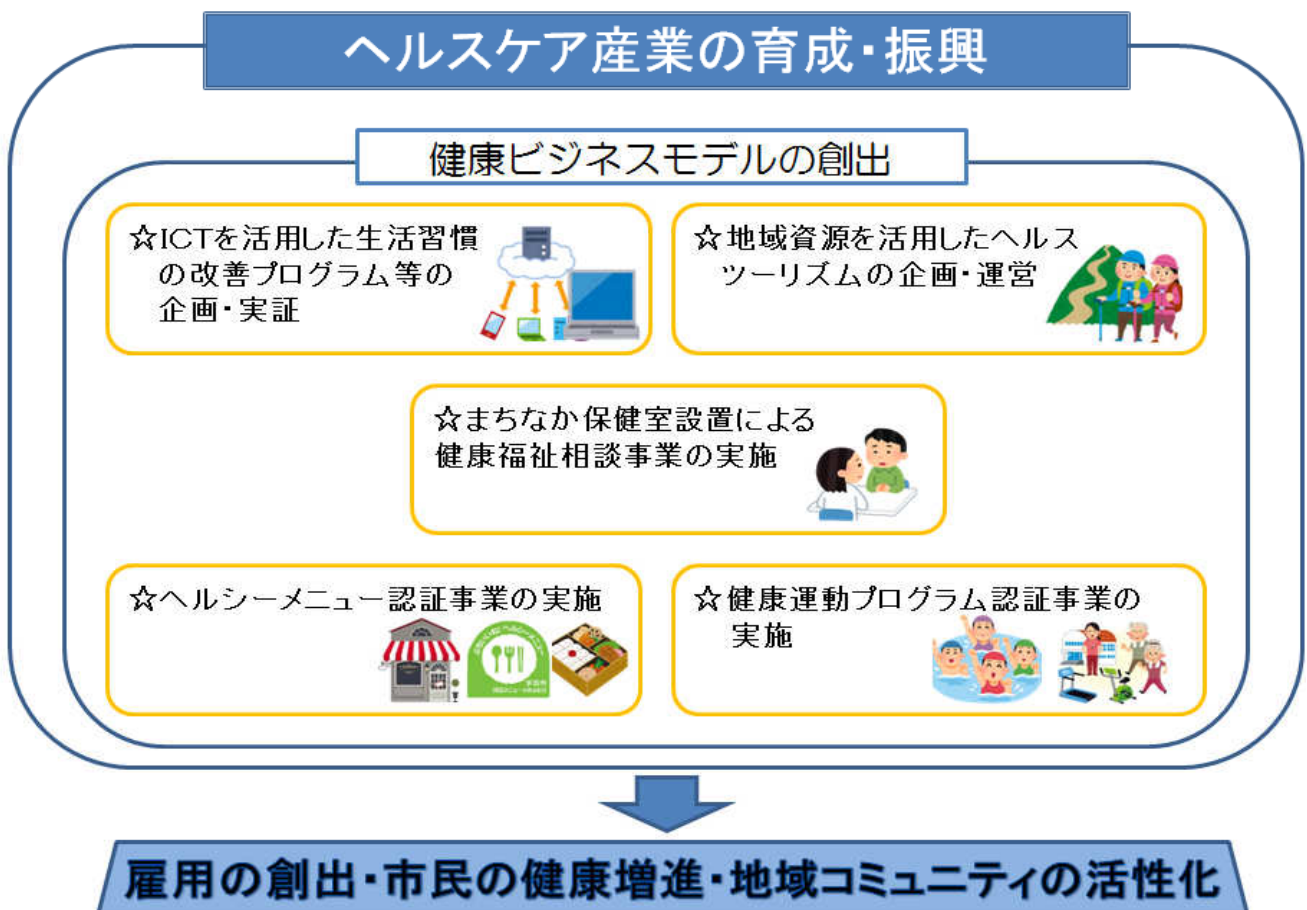 ヘルスケア産業の育成・振興
健康ビジネスモデルの創出
☆ICTを活用した生活習慣
の改善プログラム等の
企画・実証
☆地域資源を活用したヘルス
ツーリズムの企画・運営
☆まちなか保健室設置による
健康福祉相談事業の実施
☆ヘルシーメニュー認証事業の実施
☆健康運動プログラム認証事業の
実施
雇用の創出・市民の健康増進・地域コミュニティの活性化